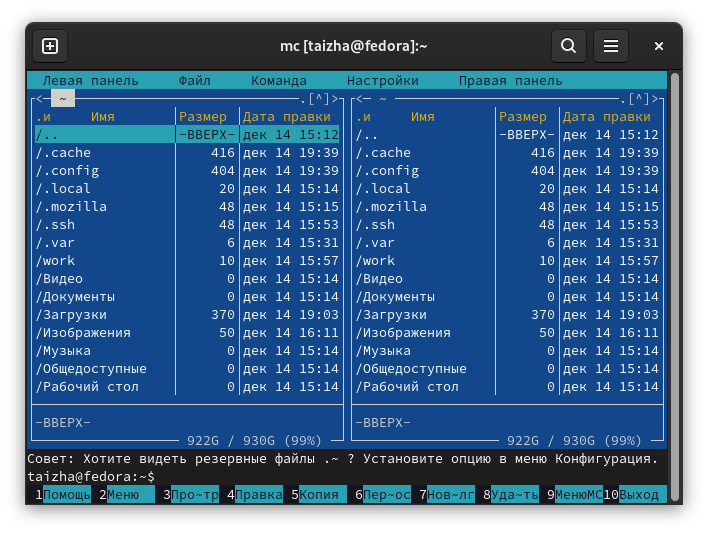 mc [taizha@fedora]:~
Левая панель Файл Команда Настройки Правая панель
<- ~ .[^]> <- ~ .[^]>
.и Имя Размер Дата правки .и Имя Размер Дата правки
/.. -ВВЕРХ- дек 14 15:12 /.. -ВВЕРХ- дек 14 15:12
/.cache 416 дек 14 19:39 /.cache 416 дек 14 19:39
/.config 404 дек 14 19:39 /.config 404 дек 14 19:39
/.local 20 дек 14 15:14 /.local 20 дек 14 15:14
/.mozilla 48 дек 14 15:15 /.mozilla 48 дек 14 15:15
/.ssh 48 дек 14 15:53 /.ssh 48 дек 14 15:53
/.var 6 дек 14 15:31 /.var 6 дек 14 15:31
/work 10 дек 14 15:57 /work 10 дек 14 15:57
/Видео 0 дек 14 15:14 /Видео 0 дек 14 15:14
/Документы 0 дек 14 15:14 /Документы 0 дек 14 15:14
/Загрузки 370 дек 14 19:03 /Загрузки 370 дек 14 19:03
/Изображения 50 дек 14 16:11 /Изображения 50 дек 14 16:11
/Музыка 0 дек 14 15:14 /Музыка 0 дек 14 15:14
/Общедоступные 0 дек 14 15:14 /Общедоступные 0 дек 14 15:14
/Рабочий стол 0 дек 14 15:14 /Рабочий стол 0 дек 14 15:14
-ВВЕРХ- -ВВЕРХ-
922G / 930G (99%) 922G / 930G (99%)
Совет: Хотите видеть резервные файлы .~ ? Установите опцию в меню Конфигурация.
taizha@fedora:~$
1Помощь 2Меню 3Про~тр 4Правка 5Копия 6Пер~ос 7Нов~лг 8Уда~ть 9МенюМС10Выход